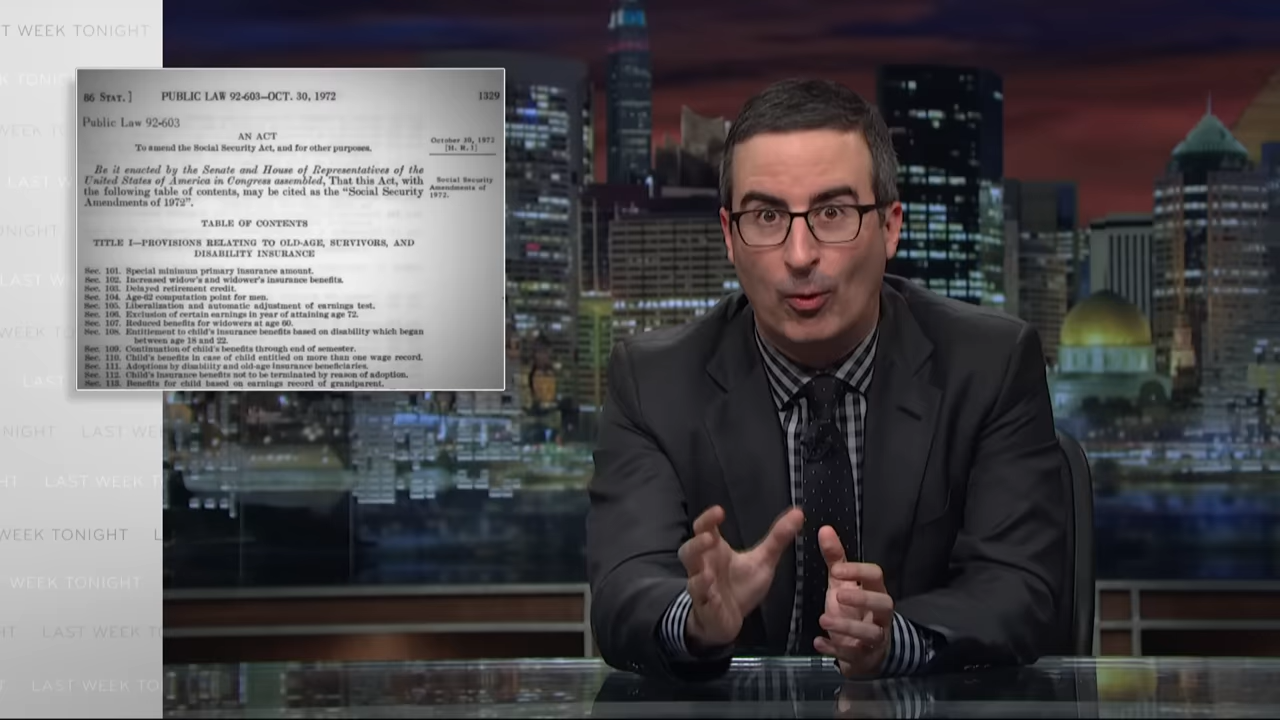 T WEEK TONIGHT
86 STAT.] PUBLIC LAW 92-603—OCT. 30, 1972 1329
Public Law 92-603
AN ACT
To amend the Social Security Act, and for other purposes.
October 30, 1972
[H. R. 1]
Be it enacted by the Senate and House of Representatives of the
United States of America in Congress assembled, That this Act, with
the following table of contents, may be cited as the "Social Security
Amendments of 1972".
Social Security
Amendments of
1972.
TABLE OF CONTENTS
TITLE I—PROVISIONS RELATING TO OLD-AGE, SURVIVORS, AND
DISABILITY INSURANCE
Sec. 101. Special minimum primary insurance amount.
Sec. 102. Increased widow's and widower's insurance benefits.
Sec. 103. Delayed retirement credit.
Sec. 104. Age-62 computation point for men.
Sec. 105. Liberalization and automatic adjustment of earnings test.
Sec. 106. Exclusion of certain earnings in year of attaining age 72.
Sec. 107. Reduced benefits for widowers at age 60.
Sec. 108. Entitlement to child's insurance benefits based on disability which began
between age 18 and 22.
Sec. 109. Continuation of child's benefits through end of semester.
Sec. 110. Child's benefits in case of child entitled on more than one wage record.
Sec. 111. Adoptions by disability and old-age insurance beneficiaries.
Sec. 112. Child's insurance benefits not to be terminated by reason of adoption.
Sec. 113. Benefits for child based on earnings record of grandparent.
NIGHT LAST WE
HT LAST WEEK T
WEEK TONIGHT L
WEEK TONIGHT
HT LAST WEEK TO
LAST WEEK TO